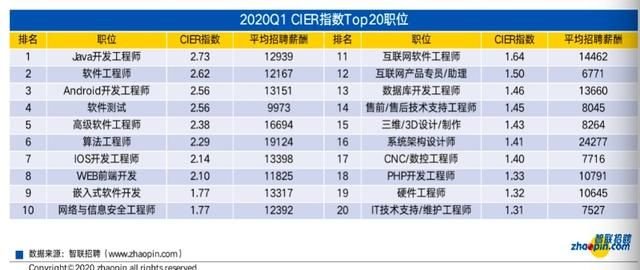 2020Q1 CIER指数Top20职位
排名 职位 CIER指数 平均招聘薪酬 排名 职位 CIER指数 平均招聘薪酬
1 Java开发工程师 2.73 12939 11 互联网软件工程师 1.64 14462
2 软件工程师 2.62 12167 12 互联网产品专员/助理 1.50 6771
3 Android开发工程师 2.56 13151 13 数据库开发工程师 1.46 13660
4 软件测试 2.56 9973 14 售前/售后技术支持工程师 1.45 8045
5 高级软件工程师 2.38 16694 15 三维/3D设计/制作 1.43 8264
6 算法工程师 2.29 19124 16 系统架构设计师 1.41 24277
7 IOS开发工程师 2.14 13398 17 CNC/数控工程师 1.40 7716
8 WEB前端开发 2.10 11825 18 PHP开发工程师 1.33 10791
9 嵌入式软件开发 1.77 13317 19 硬件工程师 1.32 10645
10 网络与信息安全工程师 1.77 12392 20 IT技术支持/维护工程师 1.31 7527
数据来源：智联招聘（www.zhaopin.com）
智联招聘
zhaopin.com
Copyright©2020 zhaopin all rights reserved.